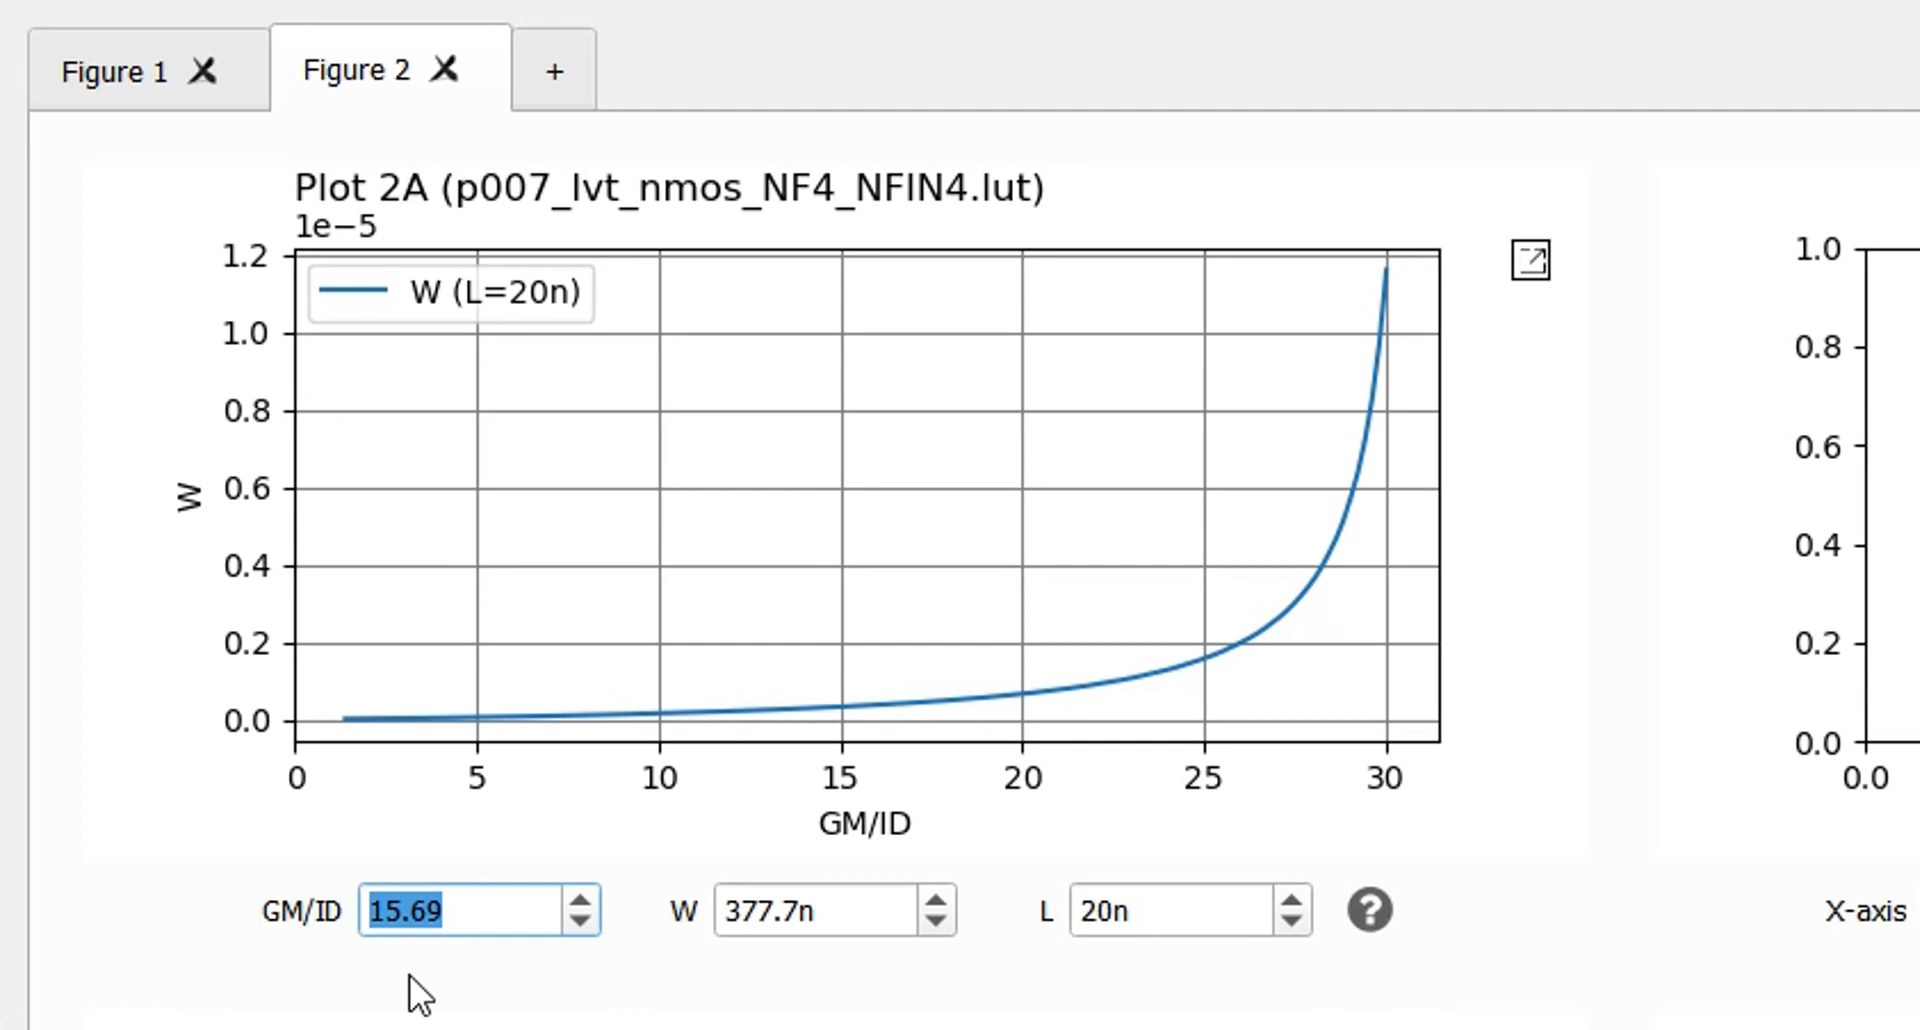 Figure 1
Figure 2
+
Plot 2A (p007_lvt_nmos_NF4_NFIN4.lut)
1e−5
W (L=20n)
1.2
1.0
0.8
0.6
0.4
0.2
0.0
W
0 5 10 15 20 25 30
GM/ID
GM/ID 15.69 W 377.7n L 20n ?
1.0
0.8
0.6
0.4
0.2
0.0
0.0
X-axis